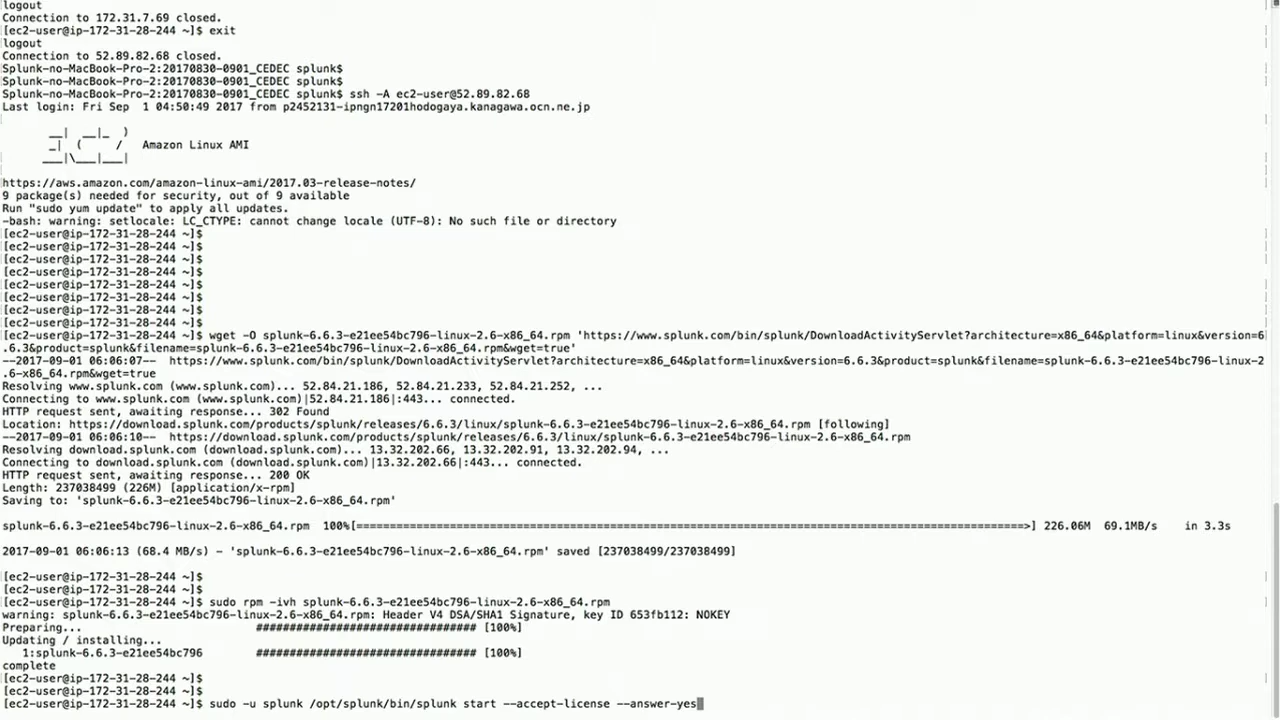 logout
Connection to 172.31.7.69 closed.
[ec2-user@ip-172-31-28-244 ~]$ exit
logout
Connection to 52.89.82.68 closed.
Splunk-no-MacBook-Pro-2:20170830-0901_CEDEC splunk$
Splunk-no-MacBook-Pro-2:20170830-0901_CEDEC splunk$
Splunk-no-MacBook-Pro-2:20170830-0901_CEDEC splunk$ ssh -A ec2-user@52.89.82.68
Last login: Fri Sep  1 04:50:49 2017 from p2452131-ipngn17201hodogaya.kanagawa.ocn.ne.jp
__|  __|_  )
_|  (     /   Amazon Linux AMI
___|\___|___|
https://aws.amazon.com/amazon-linux-ami/2017.03-release-notes/
9 package(s) needed for security, out of 9 available
Run "sudo yum update" to apply all updates.
-bash: warning: setlocale: LC_CTYPE: cannot change locale (UTF-8): No such file or directory
[ec2-user@ip-172-31-28-244 ~]$
[ec2-user@ip-172-31-28-244 ~]$
[ec2-user@ip-172-31-28-244 ~]$
[ec2-user@ip-172-31-28-244 ~]$
[ec2-user@ip-172-31-28-244 ~]$
[ec2-user@ip-172-31-28-244 ~]$
[ec2-user@ip-172-31-28-244 ~]$
[ec2-user@ip-172-31-28-244 ~]$
[ec2-user@ip-172-31-28-244 ~]$ wget -O splunk-6.6.3-e21ee54bc796-linux-2.6-x86_64.rpm 'https://www.splunk.com/bin/splunk/DownloadActivityServlet?architecture=x86_64&platform=linux&version=6
.6.3&product=splunk&filename=splunk-6.6.3-e21ee54bc796-linux-2.6-x86_64.rpm&wget=true'
--2017-09-01 06:06:07--  https://www.splunk.com/bin/splunk/DownloadActivityServlet?architecture=x86_64&platform=linux&version=6.6.3&product=splunk&filename=splunk-6.6.3-e21ee54bc796-linux-2
.6-x86_64.rpm&wget=true
Resolving www.splunk.com (www.splunk.com)... 52.84.21.186, 52.84.21.233, 52.84.21.252, ...
Connecting to www.splunk.com (www.splunk.com)|52.84.21.186|:443... connected.
HTTP request sent, awaiting response... 302 Found
Location: https://download.splunk.com/products/splunk/releases/6.6.3/linux/splunk-6.6.3-e21ee54bc796-linux-2.6-x86_64.rpm [following]
--2017-09-01 06:06:10--  https://download.splunk.com/products/splunk/releases/6.6.3/linux/splunk-6.6.3-e21ee54bc796-linux-2.6-x86_64.rpm
Resolving download.splunk.com (download.splunk.com)... 13.32.202.66, 13.32.202.91, 13.32.202.94, ...
Connecting to download.splunk.com (download.splunk.com)|13.32.202.66|:443... connected.
HTTP request sent, awaiting response... 200 OK
Length: 237038499 (226M) [application/x-rpm]
Saving to: 'splunk-6.6.3-e21ee54bc796-linux-2.6-x86_64.rpm'
splunk-6.6.3-e21ee54bc796-linux-2.6-x86_64.rpm  100%[====================================================================================================>] 226.06M  69.1MB/s    in 3.3s
2017-09-01 06:06:13 (68.4 MB/s) - 'splunk-6.6.3-e21ee54bc796-linux-2.6-x86_64.rpm' saved [237038499/237038499]
[ec2-user@ip-172-31-28-244 ~]$
[ec2-user@ip-172-31-28-244 ~]$
[ec2-user@ip-172-31-28-244 ~]$ sudo rpm -ivh splunk-6.6.3-e21ee54bc796-linux-2.6-x86_64.rpm
warning: splunk-6.6.3-e21ee54bc796-linux-2.6-x86_64.rpm: Header V4 DSA/SHA1 Signature, key ID 653fb112: NOKEY
Preparing...                          ################################# [100%]
Updating / installing...
1:splunk-6.6.3-e21ee54bc796        ################################# [100%]
complete
[ec2-user@ip-172-31-28-244 ~]$
[ec2-user@ip-172-31-28-244 ~]$
[ec2-user@ip-172-31-28-244 ~]$ sudo -u splunk /opt/splunk/bin/splunk start --accept-license --answer-yes